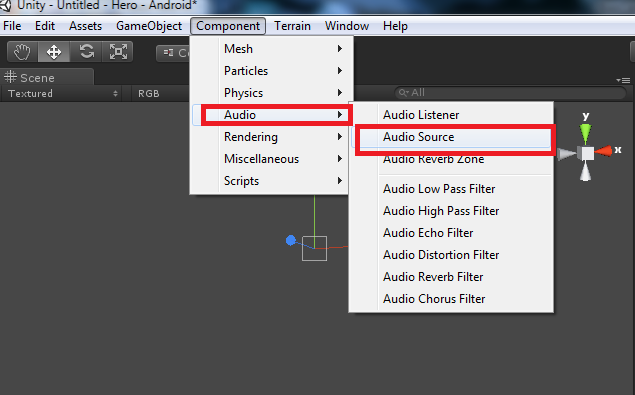 Unity - Untitled - Hero - Android*
File Edit Assets GameObject Component Terrain Window Help
Scene
Textured RGB
All
Mesh
Particles
Physics
Audio
Rendering
Miscellaneous
Scripts
Audio Listener
Audio Source
Audio Reverb Zone
Audio Low Pass Filter
Audio High Pass Filter
Audio Echo Filter
Audio Distortion Filter
Audio Reverb Filter
Audio Chorus Filter
y
x